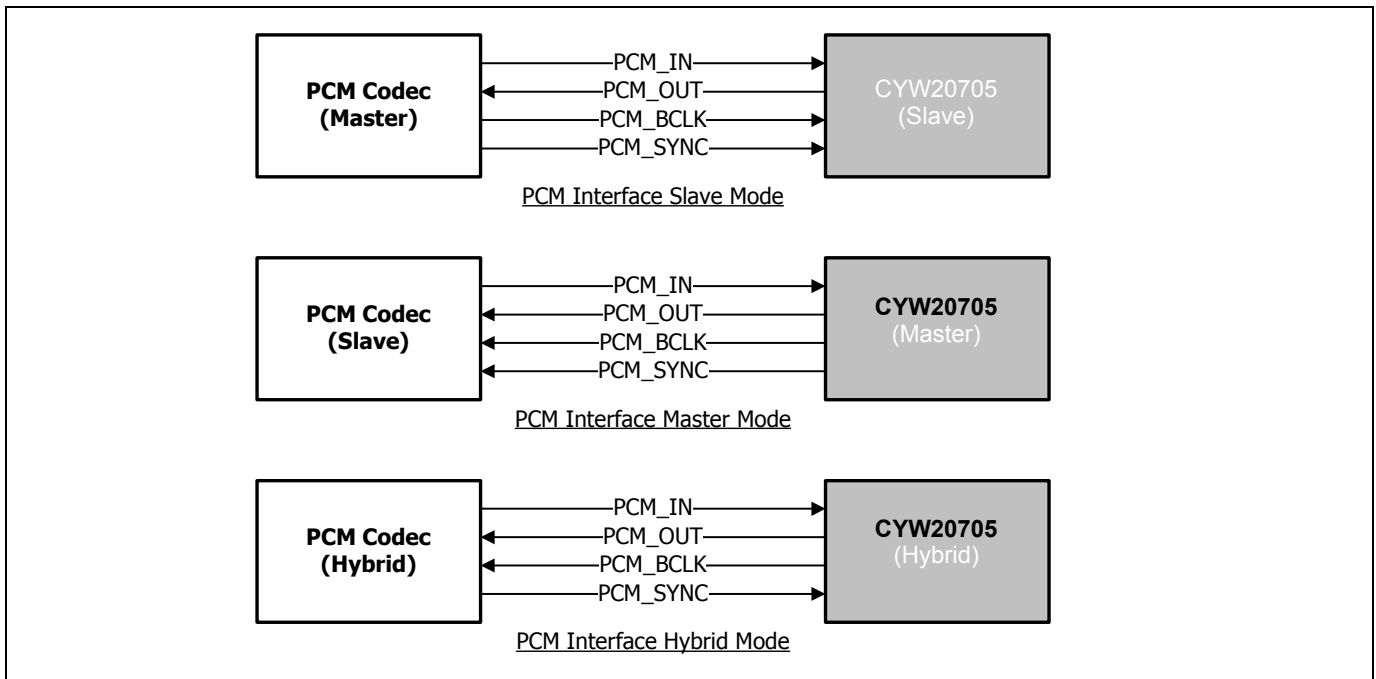 PCM Codec
(Master)
PCM_IN
PCM_OUT
PCM_BCLK
PCM_SYNC
CYW20705
(Slave)
PCM Interface Slave Mode
PCM Codec
(Slave)
PCM_IN
PCM_OUT
PCM_BCLK
PCM_SYNC
CYW20705
(Master)
PCM Interface Master Mode
PCM Codec
(Hybrid)
PCM_IN
PCM_OUT
PCM_BCLK
PCM_SYNC
CYW20705
(Hybrid)
PCM Interface Hybrid Mode